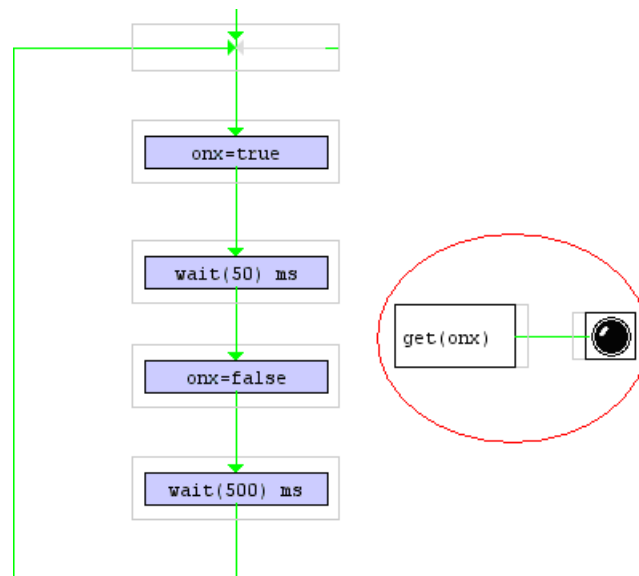 onx=true
wait(50) ms
onx=false
wait(500) ms
get(onx)